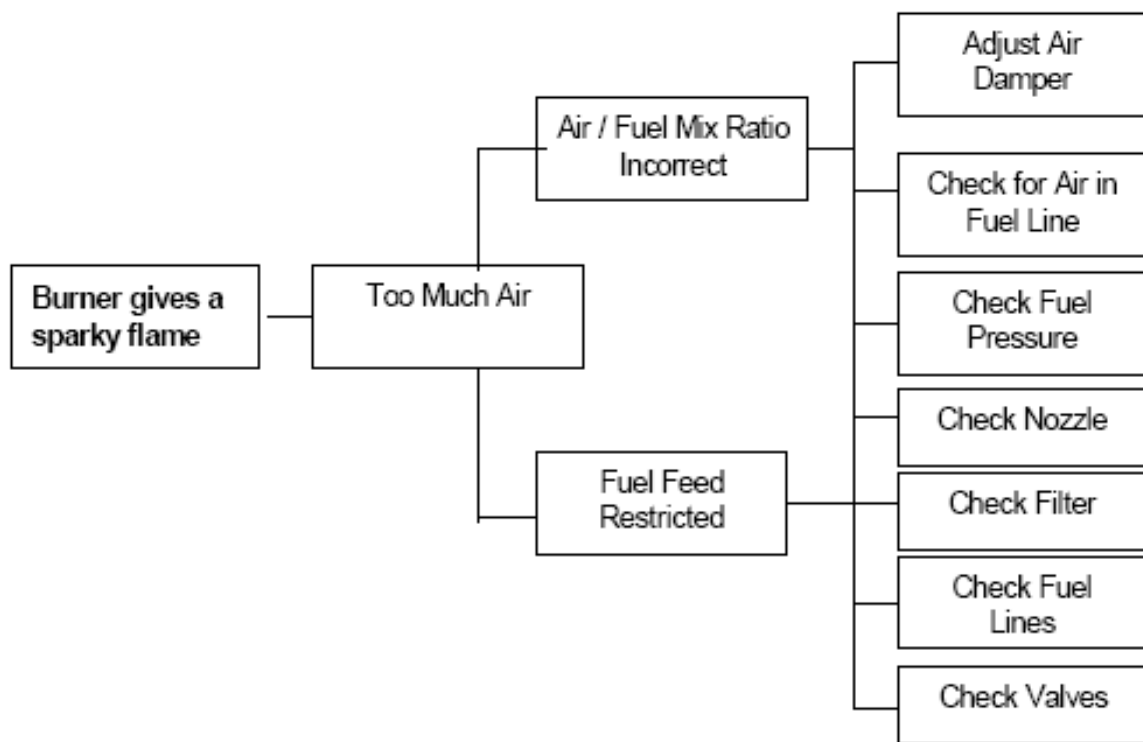 Burner gives a
sparky flame
Too Much Air
Air / Fuel Mix Ratio
Incorrect
Fuel Feed
Restricted
Adjust Air
Damper
Check for Air in
Fuel Line
Check Fuel
Pressure
Check Nozzle
Check Filter
Check Fuel
Lines
Check Valves